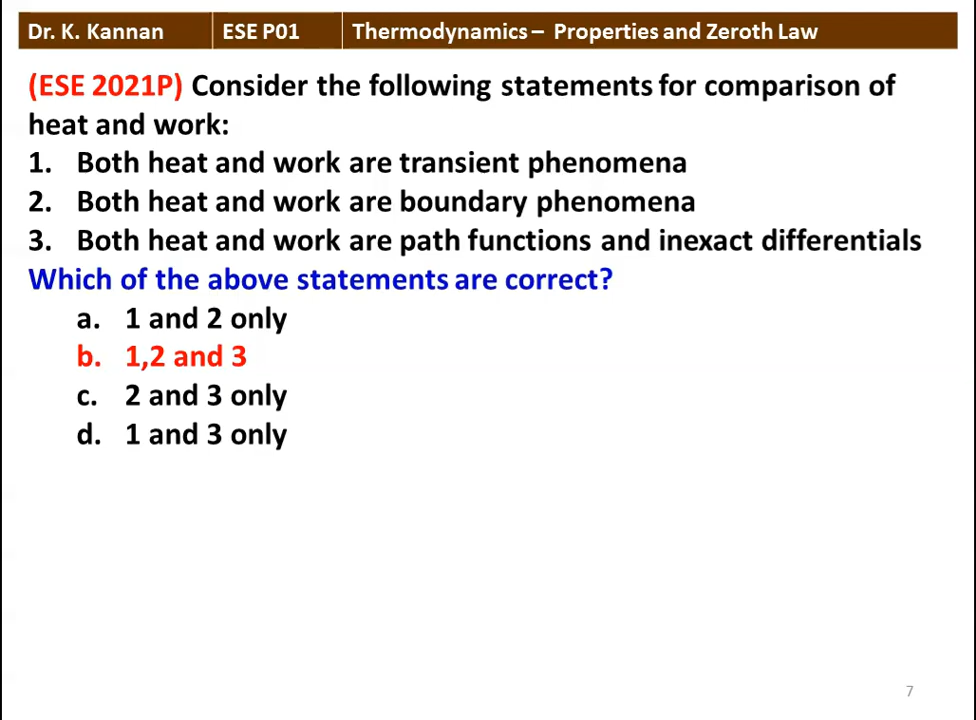 Dr. K. Kannan ESE P01 Thermodynamics – Properties and Zeroth Law
(ESE 2021P) Consider the following statements for comparison of
heat and work:
1. Both heat and work are transient phenomena
2. Both heat and work are boundary phenomena
3. Both heat and work are path functions and inexact differentials
Which of the above statements are correct?
a. 1 and 2 only
b. 1,2 and 3
c. 2 and 3 only
d. 1 and 3 only
7